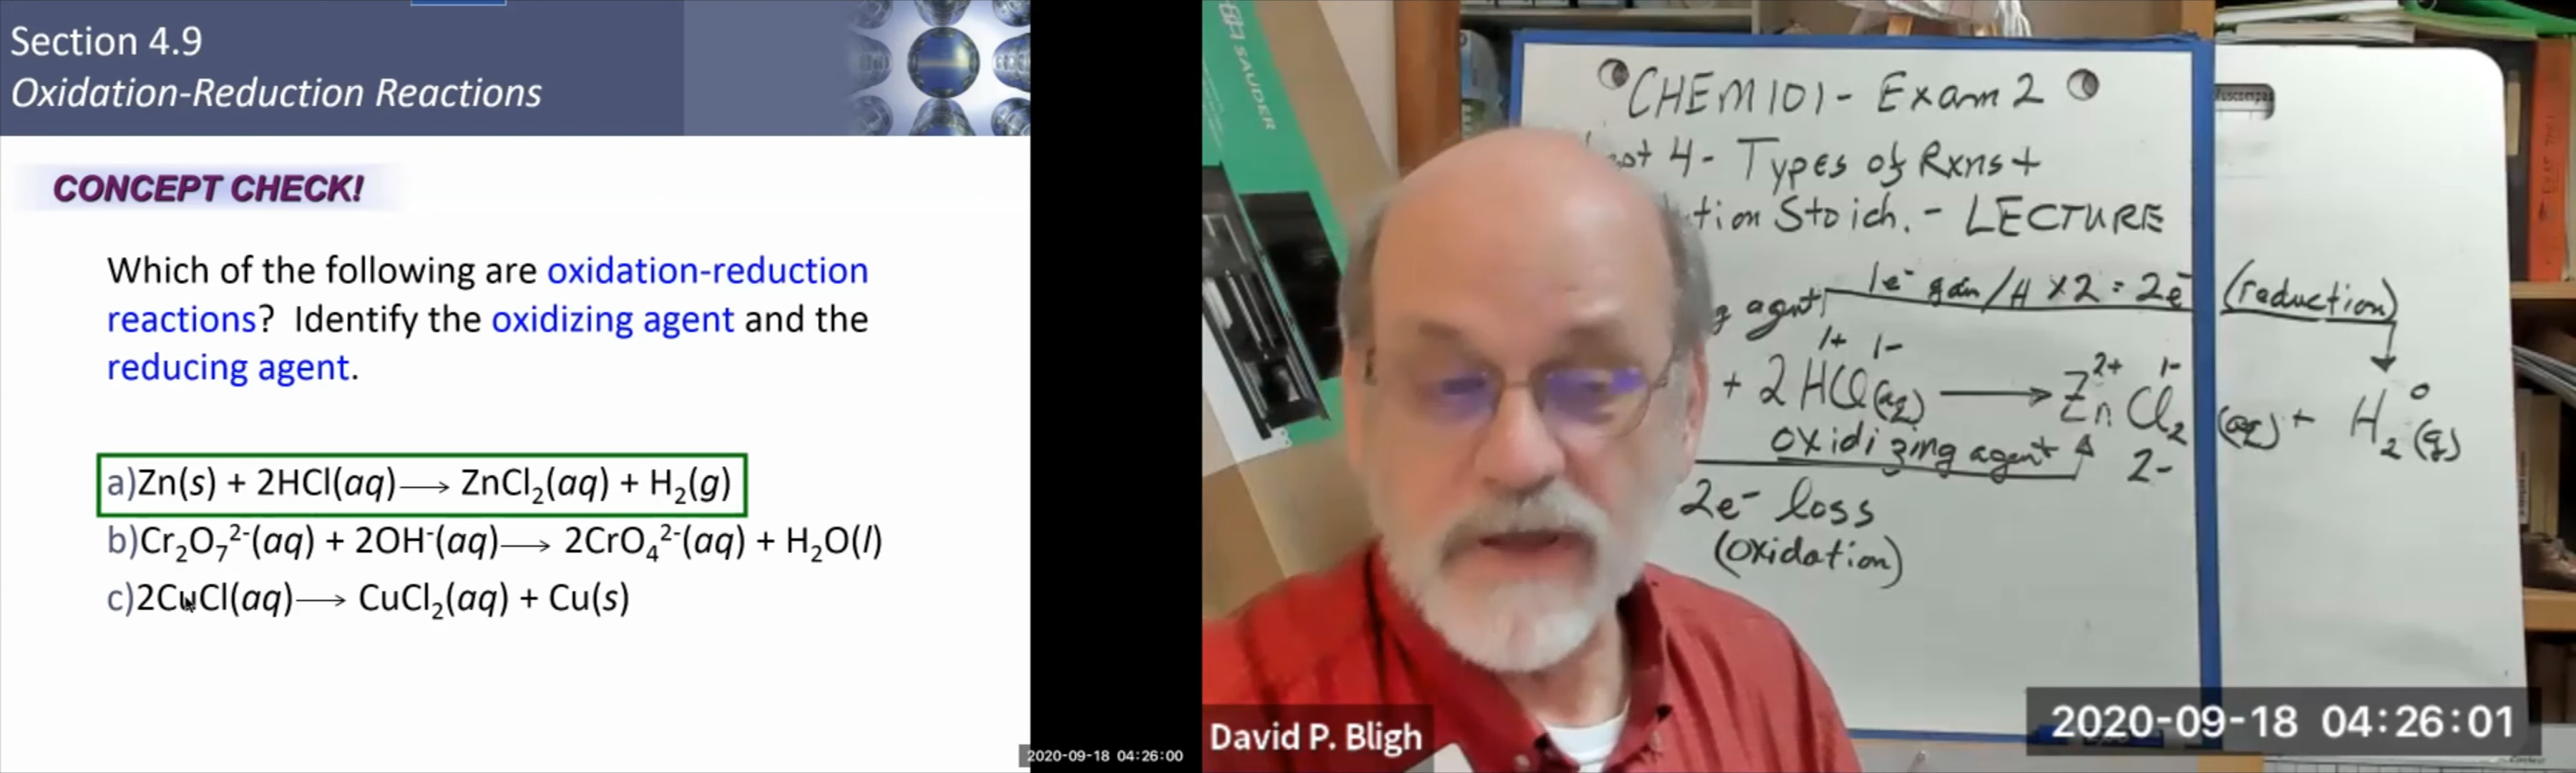 Section 4.9
Oxidation-Reduction Reactions
CONCEPT CHECK!
Which of the following are oxidation-reduction
reactions? Identify the oxidizing agent and the
reducing agent.
a)Zn(s) + 2HCl(aq)⟶ ZnCl₂(aq) + H₂(g)
b)Cr₂O₇²⁻(aq) + 2OH⁻(aq)⟶ 2CrO₄²⁻(aq) + H₂O(l)
c)2CuCl(aq)⟶ CuCl₂(aq) + Cu(s)
2020-09-18 04:26:00
SAUDER
CHEM 101 - Exam 2
4 - Types of Rxns +
Stoich. - LECTURE
1e⁻ gain/H x 2 = 2e⁻ (reduction)
agent
1+ 1- 2+ 1- 0
+ 2HCl(aq) ⟶ ZnCl₂(aq) + H₂(g)
oxidizing agent 2-
2e⁻ loss
(oxidation)
David P. Bligh
2020-09-18 04:26:01